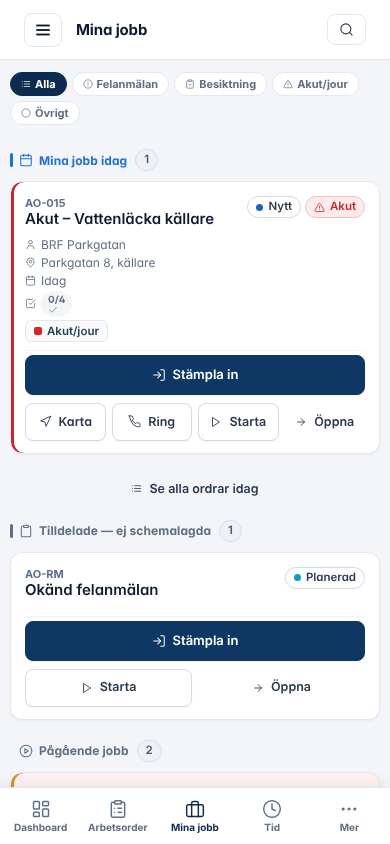 Mina jobb
Alla
Felanmälan
Besiktning
Akut/jour
Övrigt
Mina jobb idag 1
AO-015
Nytt
Akut
Akut – Vattenläcka källare
BRF Parkgatan
Parkgatan 8, källare
Idag
0/4
Akut/jour
Stämpla in
Karta
Ring
Starta
Öppna
Se alla ordrar idag
Tilldelade — ej schemalagda 1
AO-RM
Planerad
Okänd felanmälan
Stämpla in
Starta
Öppna
Pågående jobb 2
Dashboard
Arbetsorder
Mina jobb
Tid
Mer